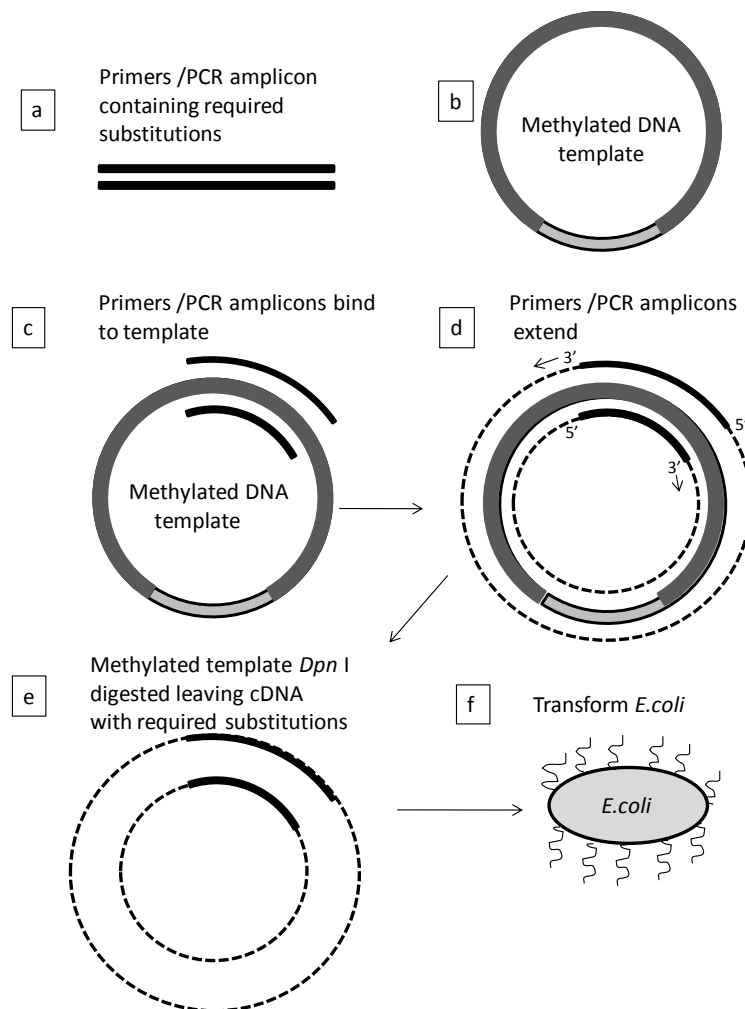 a
Primers /PCR amplicon
containing required
substitutions
b
Methylated DNA
template
c
Primers /PCR amplicons bind
to template
Methylated DNA
template
d
Primers /PCR amplicons
extend
3’
5’
5’
3’
e
Methylated template Dpn I
digested leaving cDNA
with required substitutions
f
Transform E.coli
E.coli